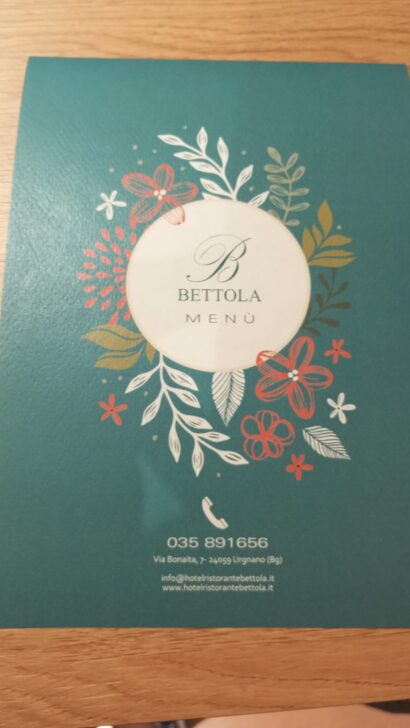 B
BETTOLA
MENÙ
035 891656
Via Bonaita, 7- 24059 Urgnano (Bg)
info@hotelristorantebettola.it
www.hotelristorantebettola.it